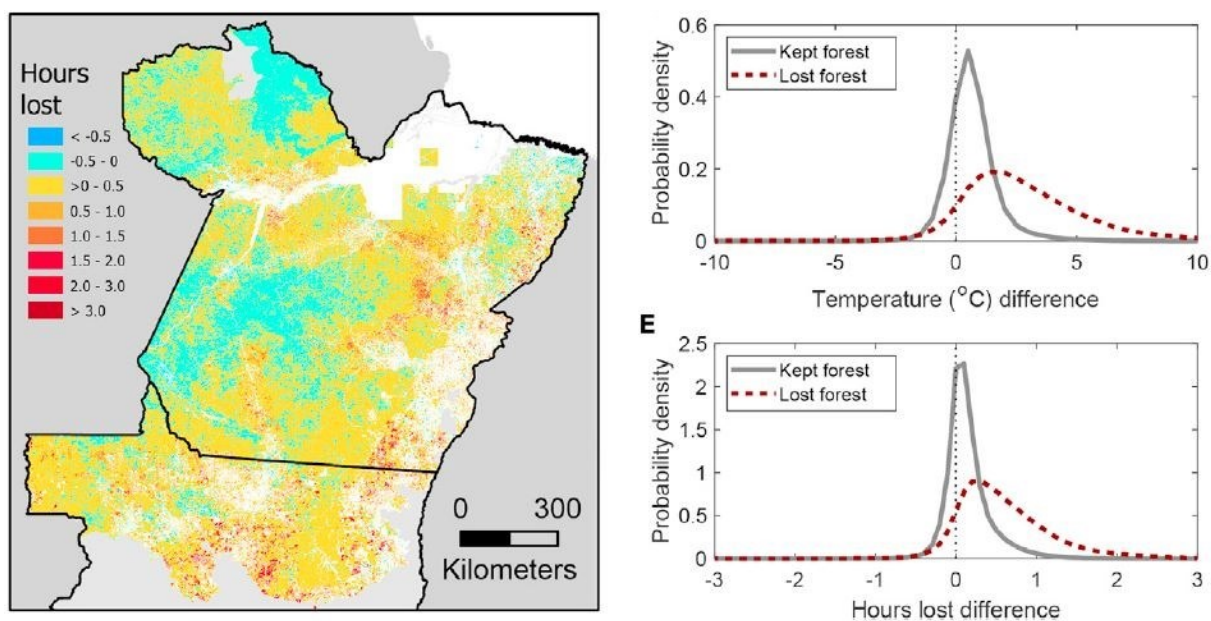 Hours
lost
< -0.5
-0.5 - 0
>0 - 0.5
0.5 - 1.0
1.0 - 1.5
1.5 - 2.0
2.0 - 3.0
> 3.0
0 300
Kilometers
Probability density
0.6
0.4
0.2
0
Kept forest
Lost forest
-10 -5 0 5 10
Temperature (°C) difference
E
Probability density
2.5
2
1.5
1
0.5
0
Kept forest
Lost forest
-3 -2 -1 0 1 2 3
Hours lost difference